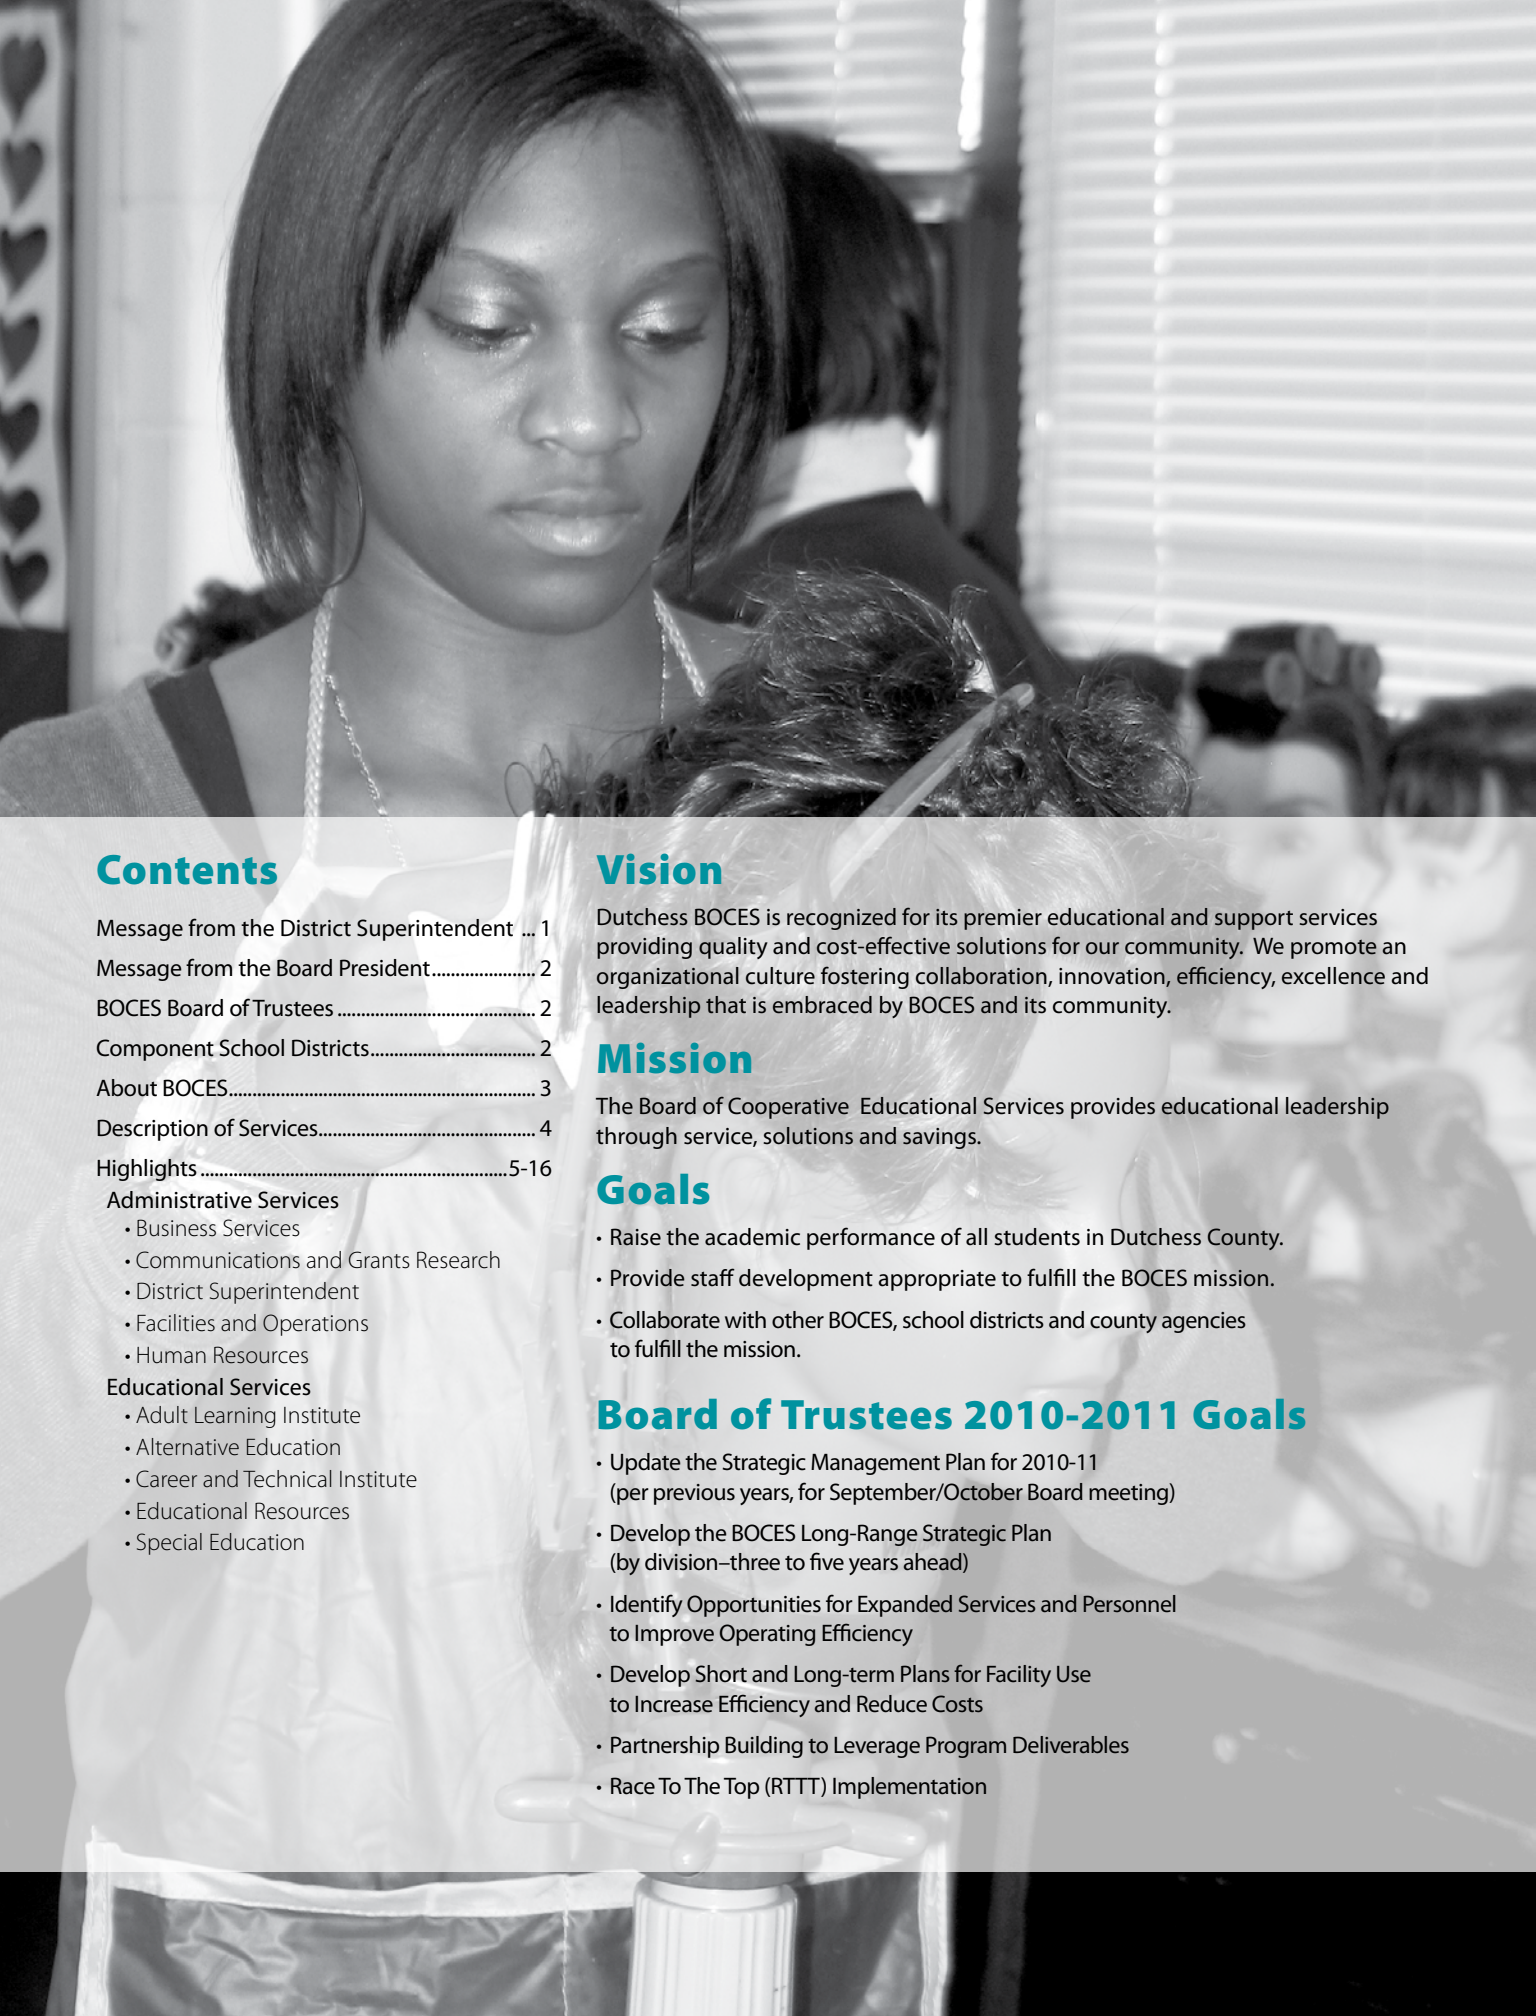 Contents
Message from the District Superintendent ... 1
Message from the Board President...................... 2
BOCES Board of Trustees .......................................... 2
Component School Districts................................... 2
About BOCES................................................................. 3
Description of Services.............................................. 4
Highlights .................................................................5-16
Administrative Services
• Business Services
• Communications and Grants Research
• District Superintendent
• Facilities and Operations
• Human Resources
Educational Services
• Adult Learning Institute
• Alternative Education
• Career and Technical Institute
• Educational Resources
• Special Education
Vision
Dutchess BOCES is recognized for its premier educational and support services
providing quality and cost-effective solutions for our community. We promote an
organizational culture fostering collaboration, innovation, efficiency, excellence and
leadership that is embraced by BOCES and its community.
Mission
The Board of Cooperative Educational Services provides educational leadership
through service, solutions and savings.
Goals
• Raise the academic performance of all students in Dutchess County.
• Provide staff development appropriate to fulfill the BOCES mission.
• Collaborate with other BOCES, school districts and county agencies
to fulfill the mission.
Board of Trustees 2010-2011 Goals
• Update the Strategic Management Plan for 2010-11
(per previous years, for September/October Board meeting)
• Develop the BOCES Long-Range Strategic Plan
(by division–three to five years ahead)
• Identify Opportunities for Expanded Services and Personnel
to Improve Operating Efficiency
• Develop Short and Long-term Plans for Facility Use
to Increase Efficiency and Reduce Costs
• Partnership Building to Leverage Program Deliverables
• Race To The Top (RTTT) Implementation